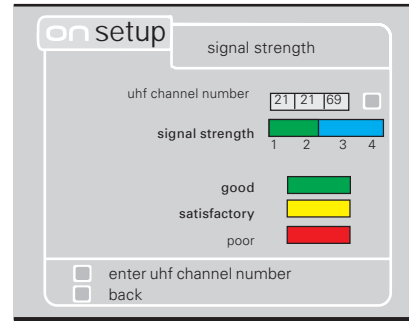 on setup
signal strength
uhf channel number 21 21 69
signal strength
1 2 3 4
good
satisfactory
poor
enter uhf channel number
back